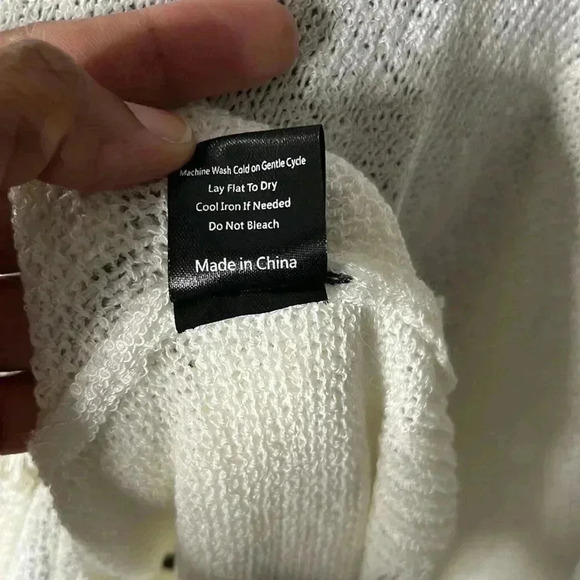 Machine Wash Cold on Gentle Cycle
Lay Flat To Dry
Cool Iron If Needed
Do Not Bleach
Made in China